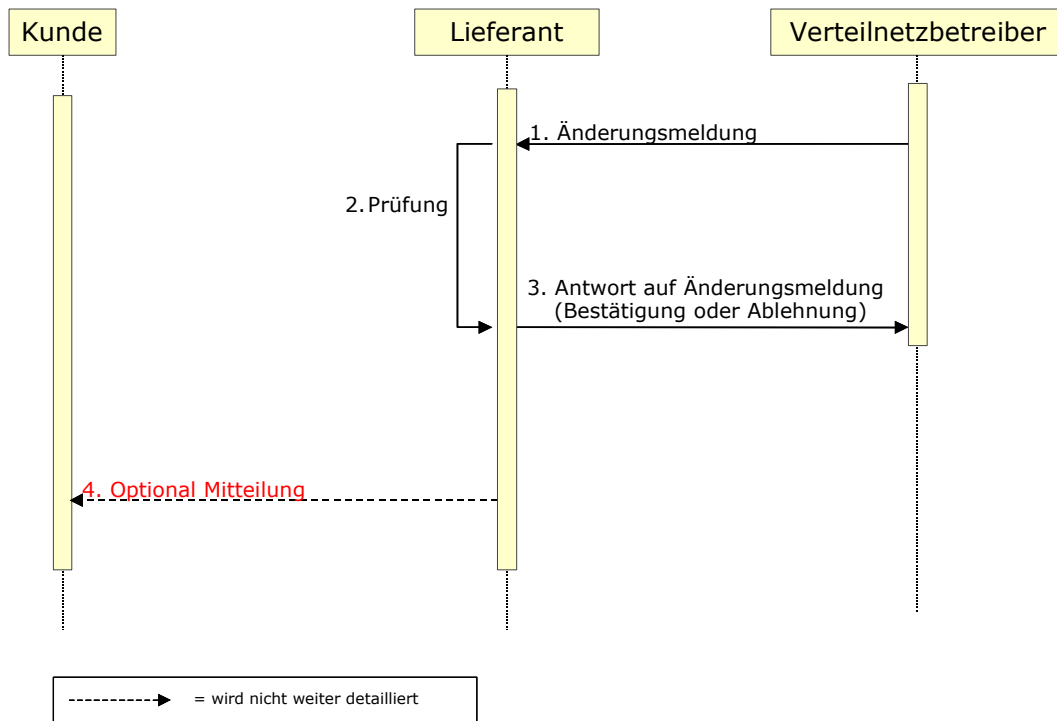 Kunde
Lieferant
Verteilnetzbetreiber
1. Änderungsmeldung
2. Prüfung
3. Antwort auf Änderungsmeldung
(Bestätigung oder Ablehnung)
4. Optional Mitteilung
= wird nicht weiter detailliert